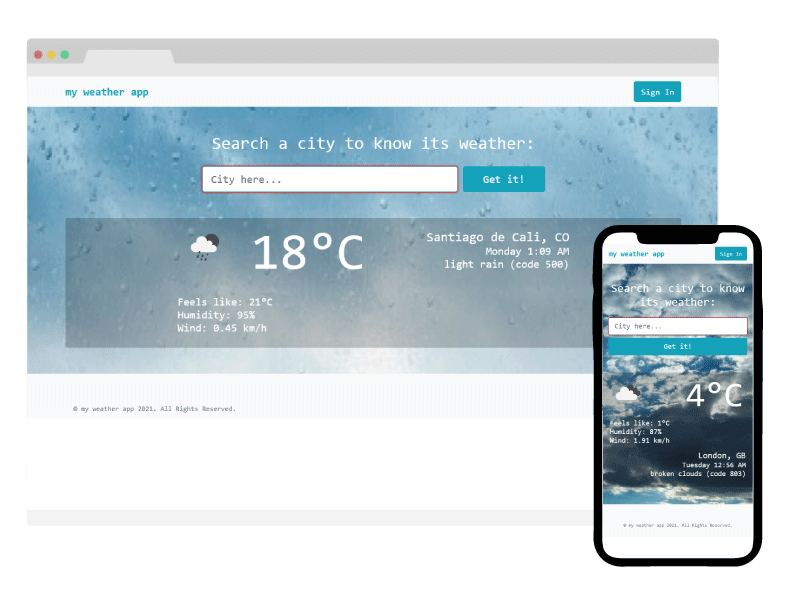 my weather app
Sign In
Search a city to know its weather:
City here...
Get it!
18°C
Santiago de Cali, CO
Monday 1:09 AM
light rain (code 500)
Feels like: 21°C
Humidity: 95%
Wind: 0.45 km/h
© my weather app 2021. All Rights Reserved.
my weather app
Sign In
Search a city to know
its weather:
City here...
Get it!
4°C
Feels like: 1°C
Humidity: 87%
Wind: 1.91 km/h
London, GB
Tuesday 12:56 AM
broken clouds (code 803)
© my weather app 2021. All Rights Reserved.